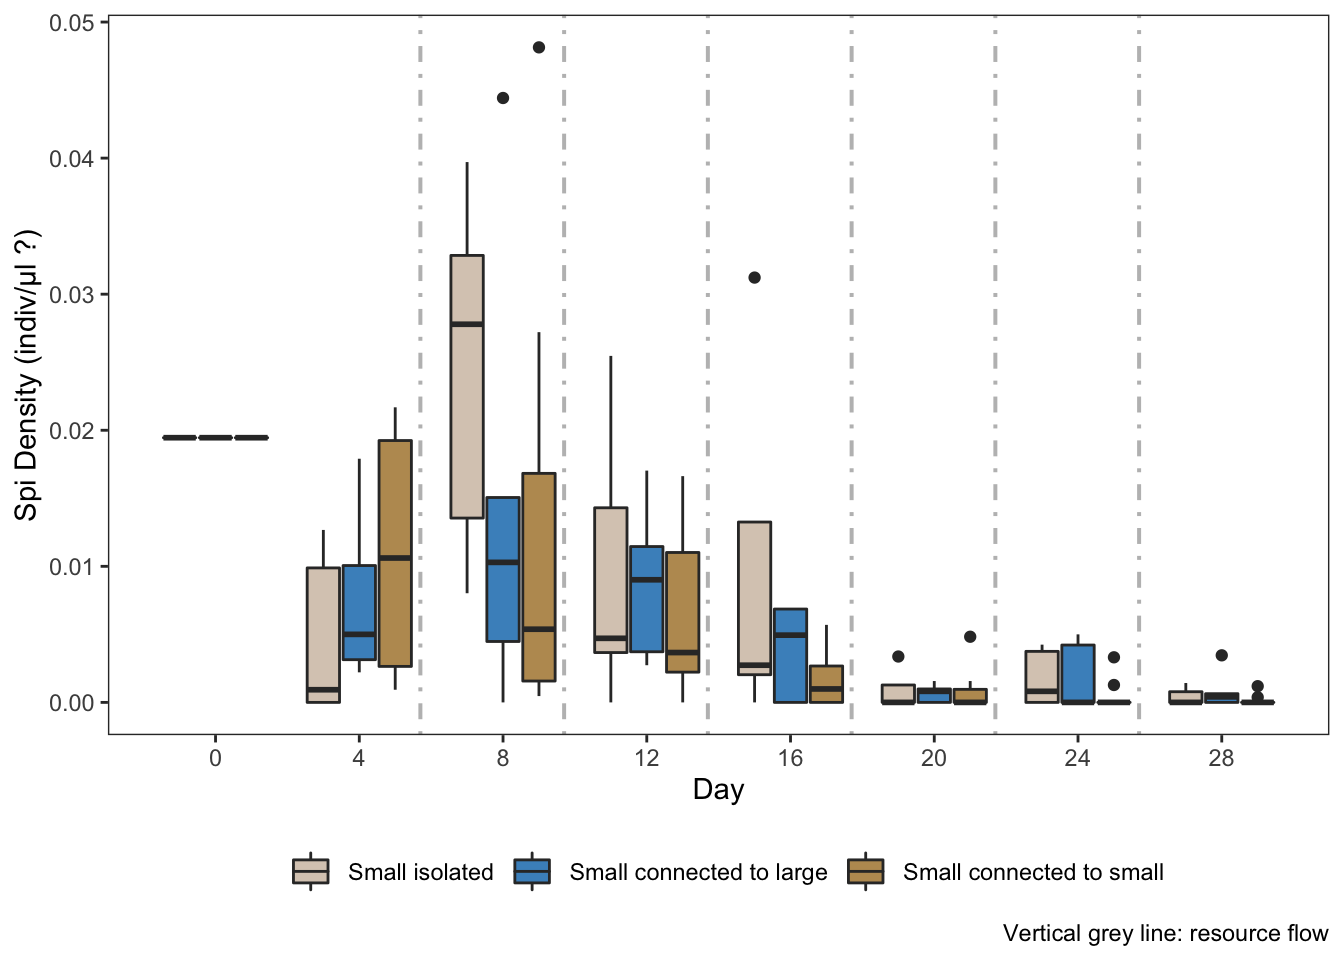 0.05
0.04
0.03
0.02
0.01
0.00
Spi Density (indiv/µl ?)
0 4 8 12 16 20 24 28
Day
Small isolated Small connected to large Small connected to small
Vertical grey line: resource flow